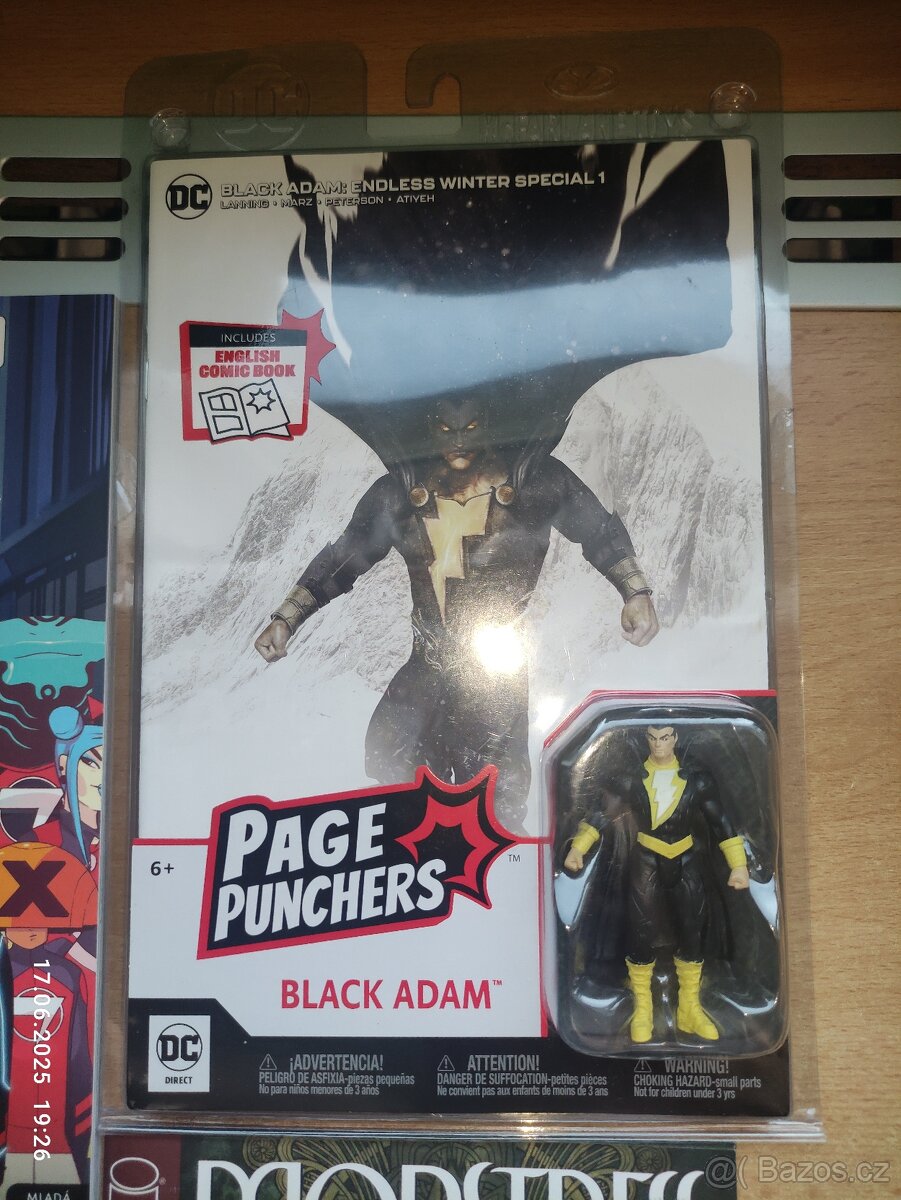 DC
BLACK ADAM: ENDLESS WINTER SPECIAL 1
LANNING • MARZ • PETERSON • ATIYEH
INCLUDES
ENGLISH
COMIC BOOK
6+
PAGE
PUNCHERS™
BLACK ADAM™
DC
DIRECT
¡ADVERTENCIA!
PELIGRO DE ASFIXIA-piezas pequeñas
No para niños menores de 3 años
ATTENTION!
DANGER DE SUFFOCATION-petites pièces
Ne convient pas aux enfants de moins de 3 ans
WARNING!
CHOKING HAZARD-small parts
Not for children under 3 yrs
X
17.06.2025 19:26
MLADÁ
MONSTRESS
@( Bazos.cz